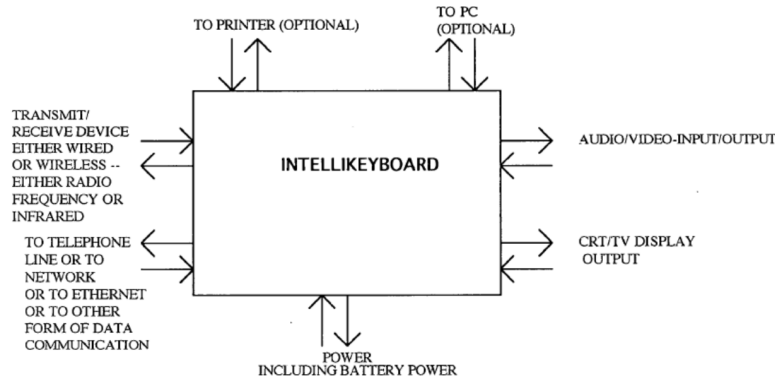 TO PRINTER (OPTIONAL)
TO PC
(OPTIONAL)
TRANSMIT/
RECEIVE DEVICE
EITHER WIRED
OR WIRELESS --
EITHER RADIO
FREQUENCY OR
INFRARED
INTELLIKEYBOARD
AUDIO/VIDEO-INPUT/OUTPUT
TO TELEPHONE
LINE OR TO
NETWORK
OR TO ETHERNET
OR TO OTHER
FORM OF DATA
COMMUNICATION
CRT/TV DISPLAY
OUTPUT
POWER
INCLUDING BATTERY POWER